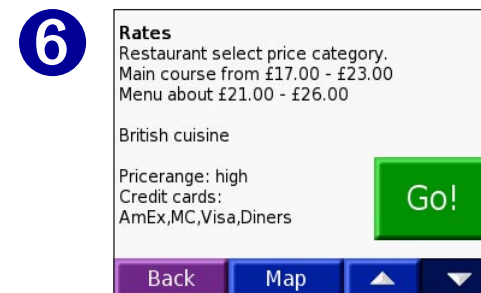 6
Rates
Restaurant select price category.
Main course from £17.00 - £23.00
Menu about £21.00 - £26.00
British cuisine
Pricerange: high
Credit cards:
AmEx,MC,Visa,Diners
Go!
Back Map